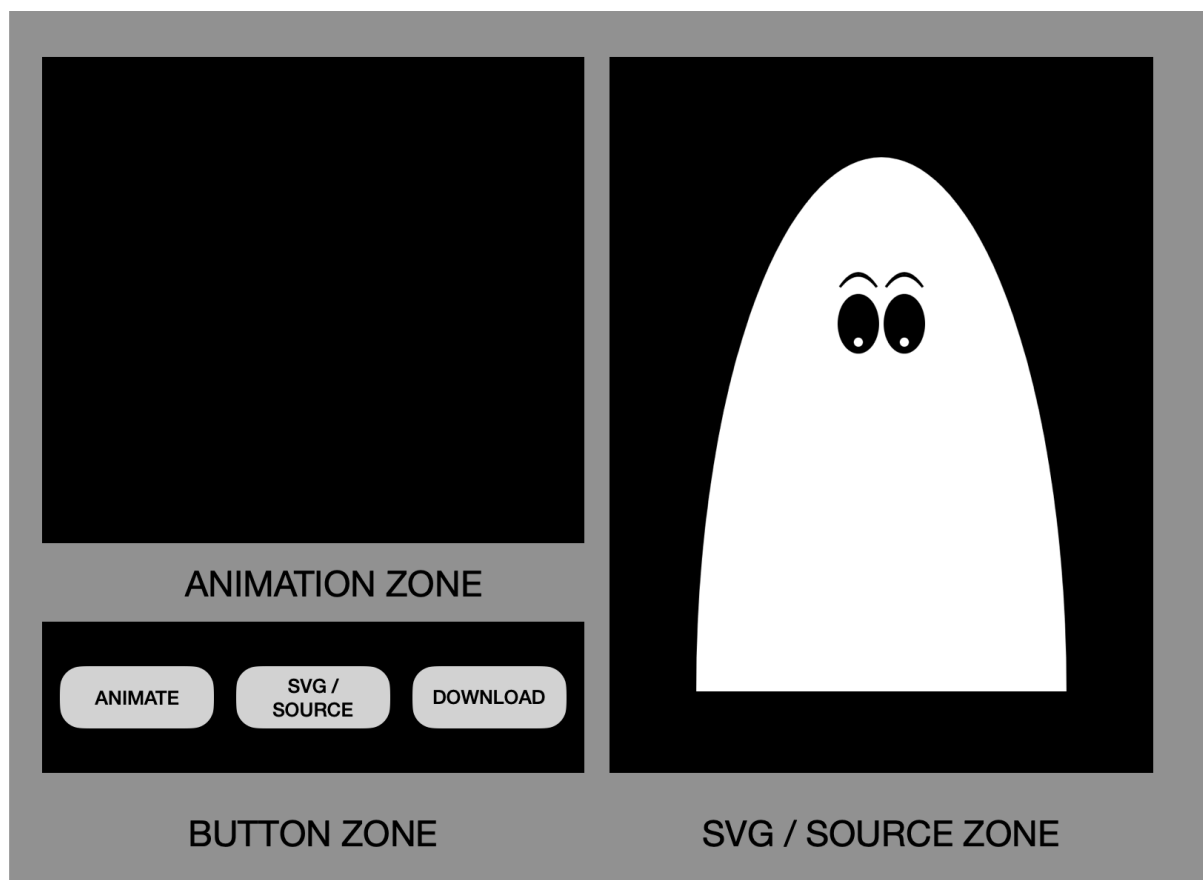 ANIMATION ZONE
ANIMATE
SVG /
SOURCE
DOWNLOAD
BUTTON ZONE
SVG / SOURCE ZONE